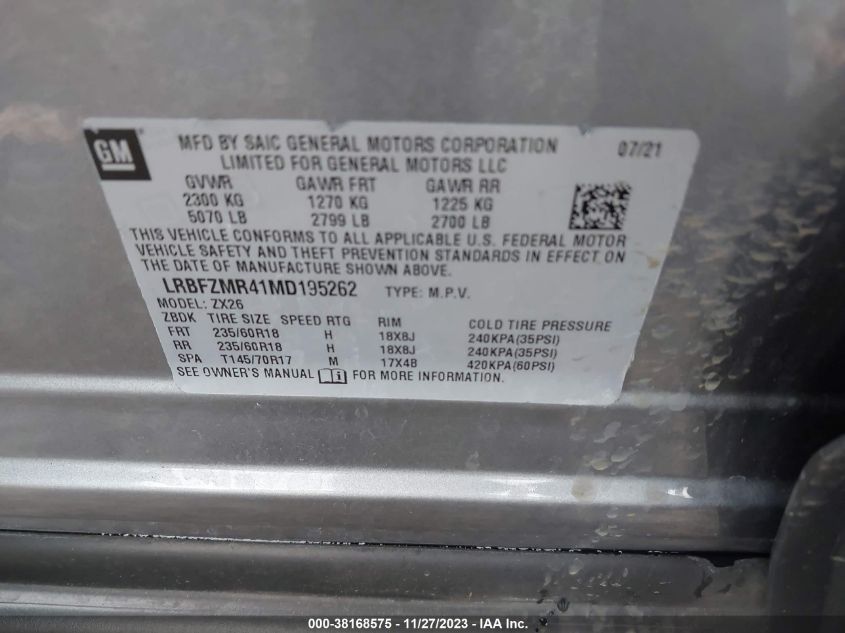 GM
MFD BY SAIC GENERAL MOTORS CORPORATION 07/21
LIMITED FOR GENERAL MOTORS LLC
GVWR GAWR FRT GAWR RR
2300 KG 1270 KG 1225 KG
5070 LB 2799 LB 2700 LB
THIS VEHICLE CONFORMS TO ALL APPLICABLE U.S. FEDERAL MOTOR
VEHICLE SAFETY AND THEFT PREVENTION STANDARDS IN EFFECT ON
THE DATE OF MANUFACTURE SHOWN ABOVE.
LRBFZMR41MD195262 TYPE: M.P.V.
MODEL: ZX26
ZBDK TIRE SIZE SPEED RTG RIM COLD TIRE PRESSURE
FRT 235/60R18 H 18X8J 240KPA(35PSI)
RR 235/60R18 H 18X8J 240KPA(35PSI)
SPA T145/70R17 M 17X4B 420KPA(60PSI)
SEE OWNER'S MANUAL FOR MORE INFORMATION.
000-38168575 - 11/27/2023 - IAA Inc.